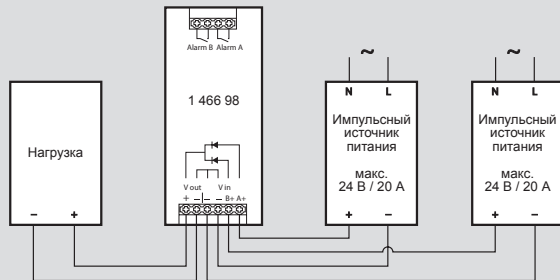 Alarm B Alarm A
1 466 98
V out V in
+ – – – B+ A+
Нагрузка
– +
~
N L
Импульсный
источник
питания
макс.
24 В / 20 А
+ –
~
N L
Импульсный
источник
питания
макс.
24 В / 20 А
+ –